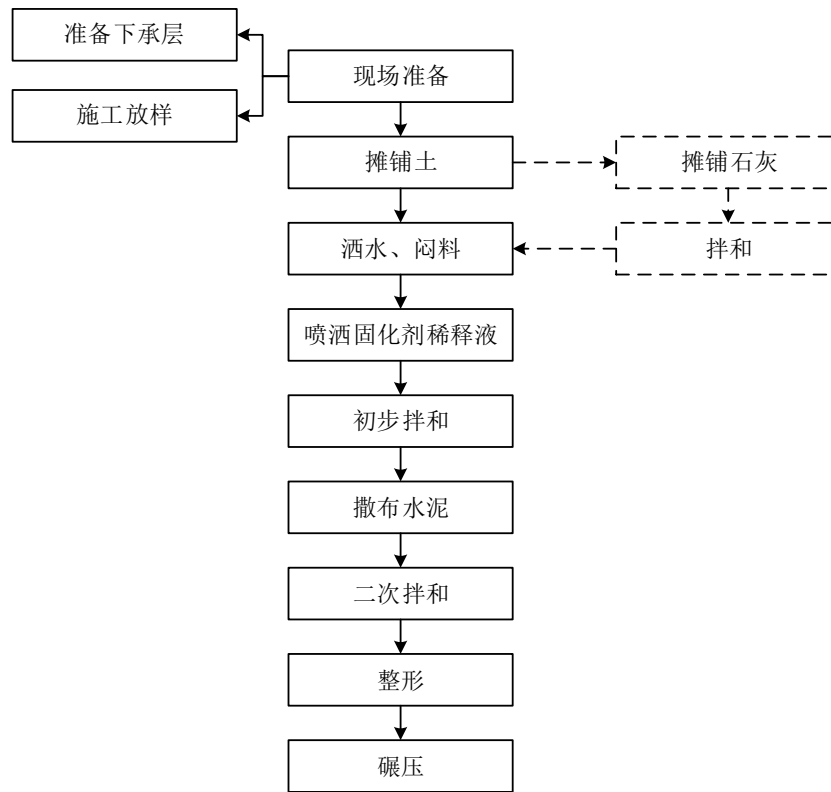 准备下承层
现场准备
施工放样
摊铺土
摊铺石灰
洒水、闷料
拌和
喷洒固化剂稀释液
初步拌和
撒布水泥
二次拌和
整形
碾压